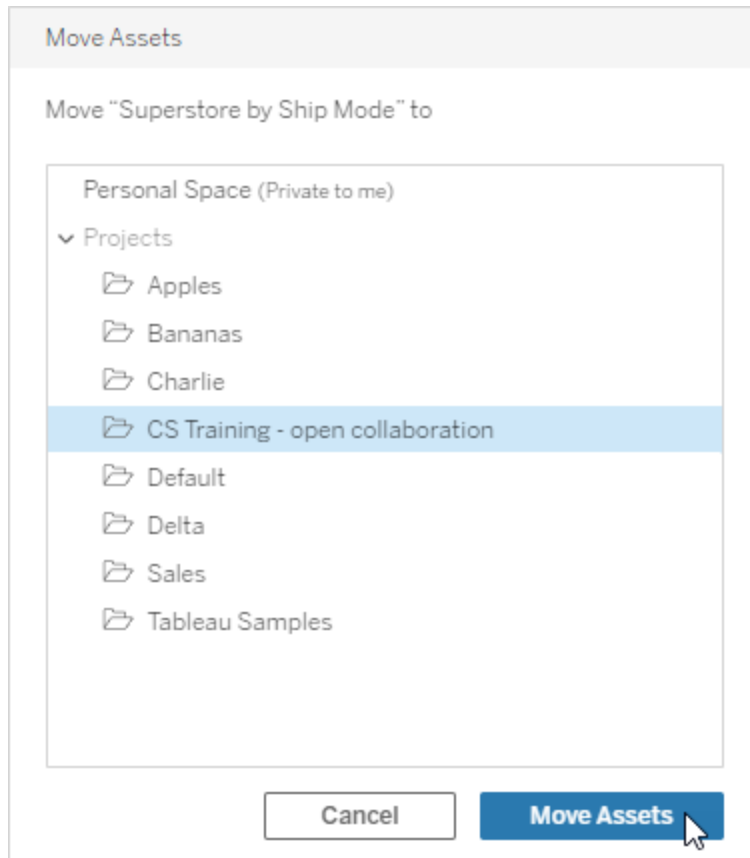 Move Assets
Move “Superstore by Ship Mode” to
Personal Space (Private to me)
Projects
Apples
Bananas
Charlie
CS Training - open collaboration
Default
Delta
Sales
Tableau Samples
Cancel
Move Assets